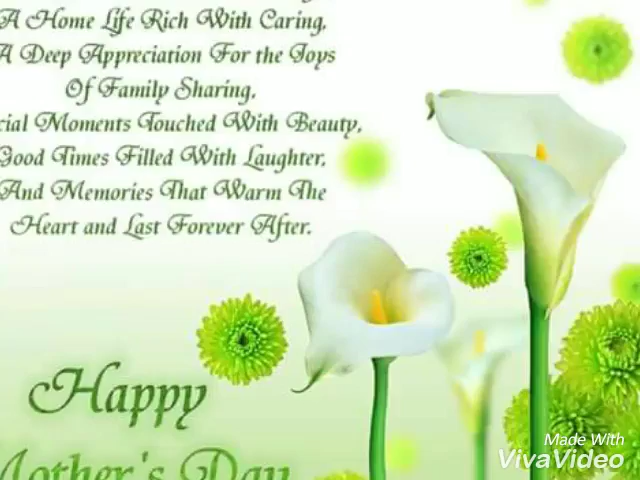 A Home Life Rich With Caring,
A Deep Appreciation For the Joys
Of Family Sharing,
cial Moments Touched With Beauty,
Good Times Filled With Laughter,
And Memories That Warm The
Heart and Last Forever After.
Happy
Mother's Day
Made With
VivaVideo